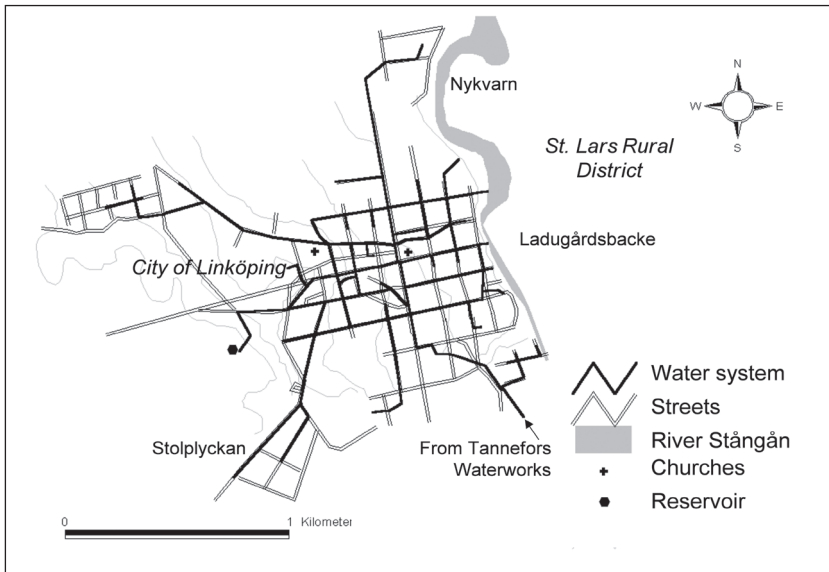 Nykvarn
N
W
E
S
St. Lars Rural
District
Ladugårdsbacke
City of Linköping
Water system
Streets
River Stångån
Churches
Reservoir
Stolplyckan
From Tannefors
Waterworks
0
1 Kilometer